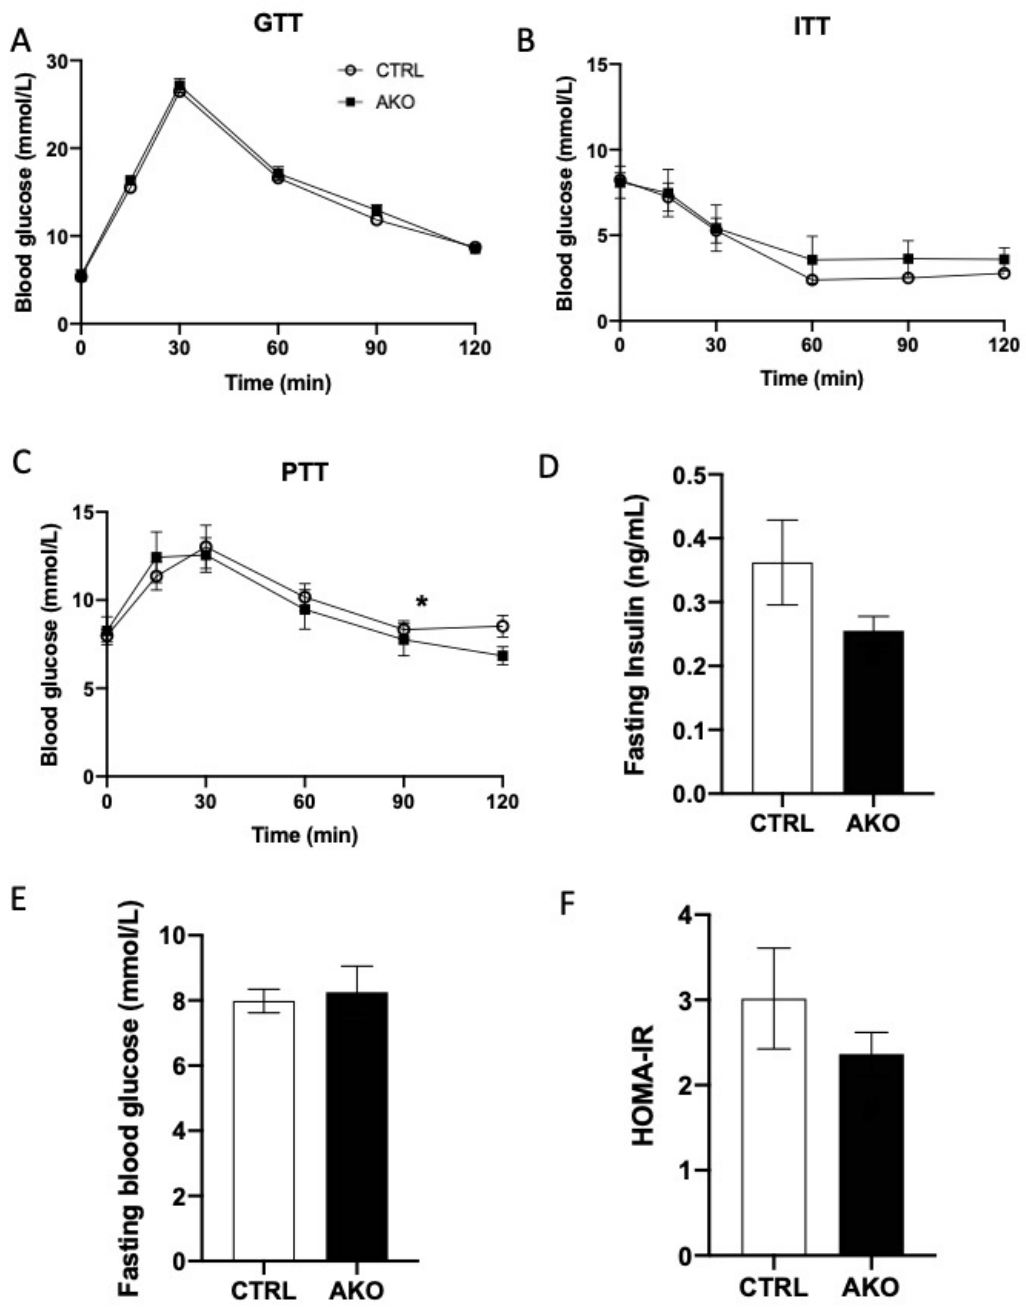 A
GTT
Blood glucose (mmol/L)
30
20
10
0
CTRL
AKO
0 30 60 90 120
Time (min)
B
ITT
Blood glucose (mmol/L)
15
10
5
0
0 30 60 90 120
Time (min)
C
PTT
Blood glucose (mmol/L)
15
10
5
0
*
0 30 60 90 120
Time (min)
D
Fasting Insulin (ng/mL)
0.5
0.4
0.3
0.2
0.1
0.0
CTRL AKO
E
Fasting blood glucose (mmol/L)
10
8
6
4
2
0
CTRL AKO
F
HOMA-IR
4
3
2
1
0
CTRL AKO